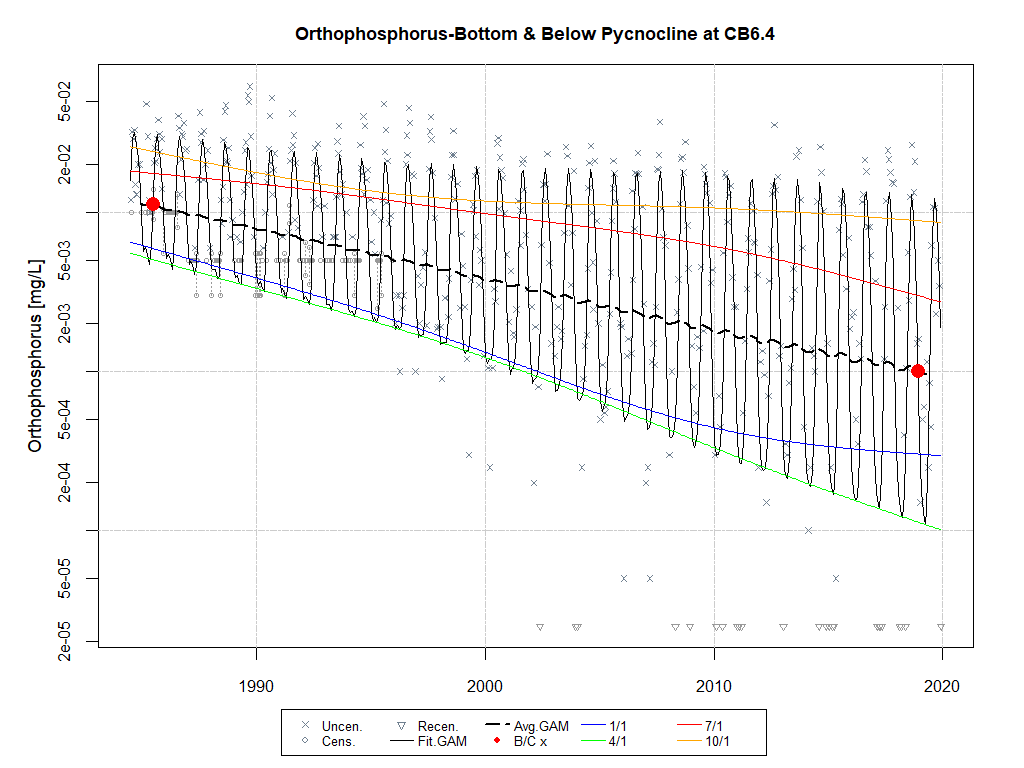 Orthophosphorus-Bottom & Below Pycnocline at CB6.4
Orthophosphorus [mg/L]
5e-02
2e-02
5e-03
2e-03
5e-04
2e-04
5e-05
2e-05
1990 2000 2010 2020
Uncen. Recen. Avg.GAM 1/1 7/1
Cens. Fit.GAM B/C x 4/1 10/1